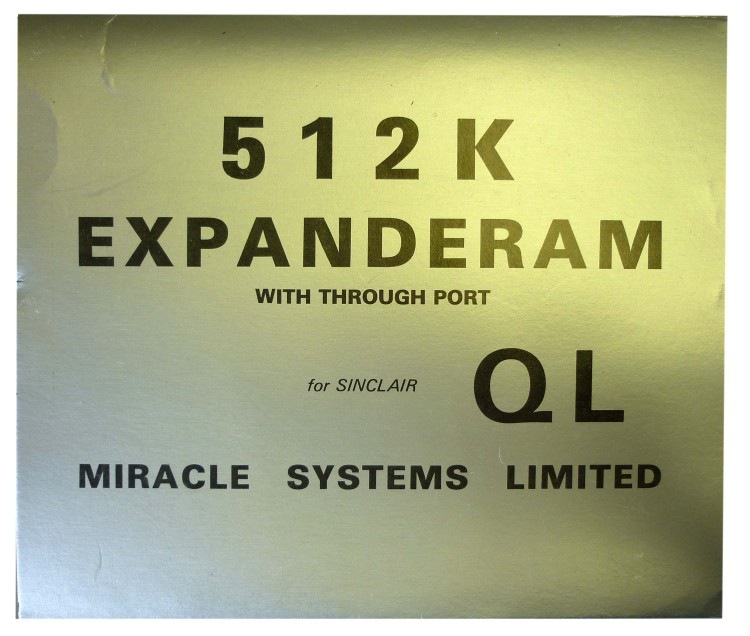 512K
EXPANDERAM
WITH THROUGH PORT
for SINCLAIR QL
MIRACLE SYSTEMS LIMITED